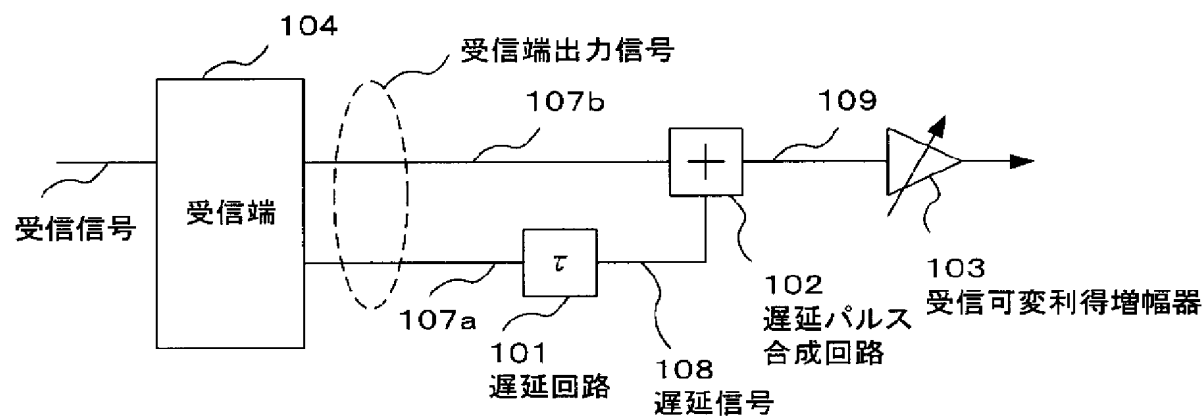 104
受信端出力信号
107b
109
+
受信信号
受信端
τ
107a
101
遅延回路
108
遅延信号
102
遅延パルス
合成回路
103
受信可変利得増幅器